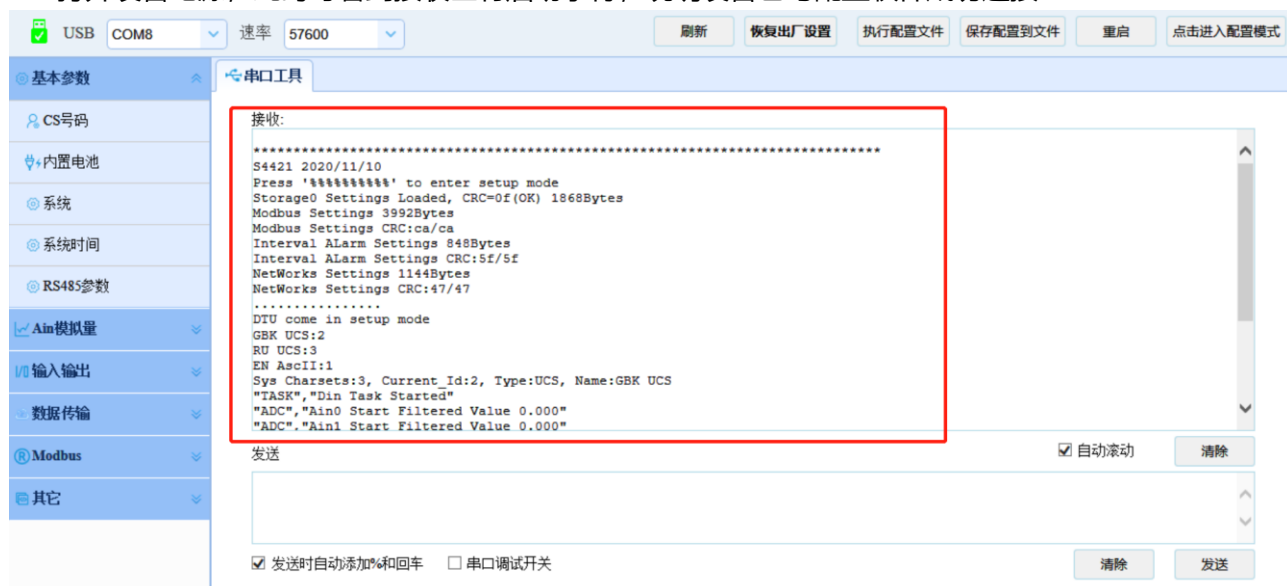 USB COM8 速率 57600 刷新 恢复出厂设置 执行配置文件 保存配置到文件 重启 点击进入配置模式
基本参数
串口工具
CS号码
内置电池
系统
系统时间
RS485参数
Ain模拟量
I/0 输入输出
数据传输
Modbus
其它
接收:
******************************************************************************
S4421 2020/11/10
Press '%%%%%%%%%%' to enter setup mode
Storage0 Settings Loaded, CRC=0f(OK) 1868Bytes
Modbus Settings 3992Bytes
Modbus Settings CRC:ca/ca
Interval ALarm Settings 848Bytes
Interval ALarm Settings CRC:5f/5f
NetWorks Settings 1144Bytes
NetWorks Settings CRC:47/47
................
DTU come in setup mode
GBK UCS:2
RU UCS:3
EN AscII:1
Sys Charsets:3, Current_Id:2, Type:UCS, Name:GBK UCS
"TASK","Din Task Started"
"ADC","Ain0 Start Filtered Value 0.000"
"ADC","Ain1 Start Filtered Value 0.000"
发送 自动滚动 清除
发送时自动添加%和回车 串口调试开关 清除 发送